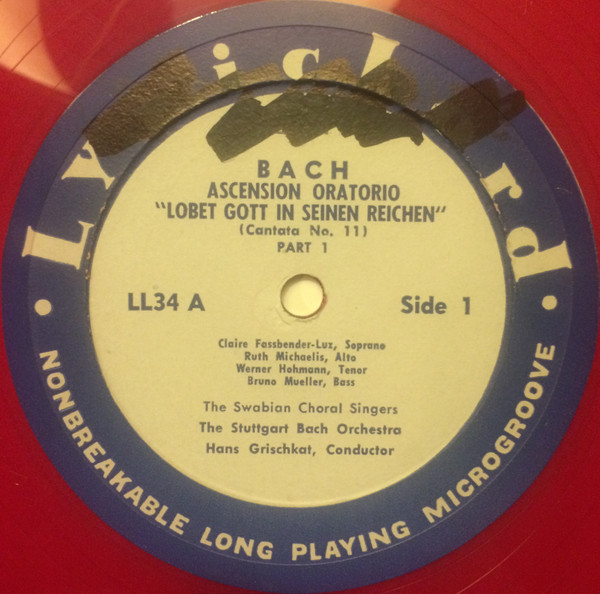 BACH
ASCENSION ORATORIO
"LOBET GOTT IN SEINEN REICHEN"
(Cantata No. 11)
PART 1
LL34 A
Side 1
Claire Fassbender-Luz, Soprano
Ruth Michaelis, Alto
Werner Hohmann, Tenor
Bruno Mueller, Bass
The Swabian Choral Singers
The Stuttgart Bach Orchestra
Hans Grischkat, Conductor
• NONBREAKABLE LONG PLAYING MICROGROOVE •